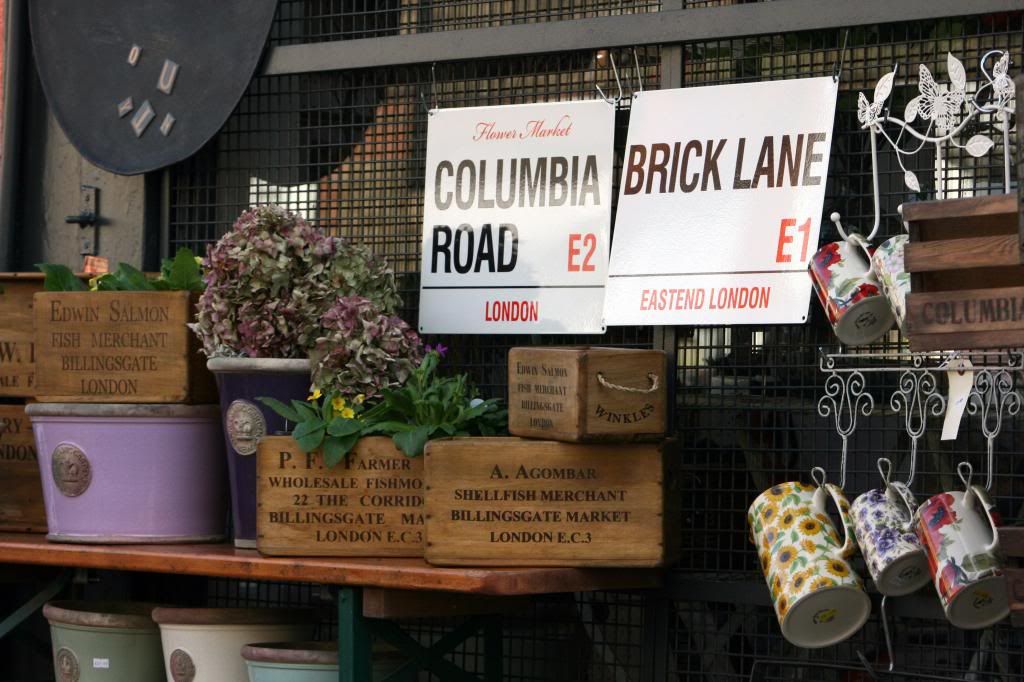 Flower Market
COLUMBIA
ROAD
E2
LONDON
BRICK LANE
E1
EASTEND LONDON
COLUMBIA
EDWIN SALMON
FISH MERCHANT
BILLINGSGATE
LONDON
EDWIN SALMON
FISH MERCHANT
BILLINGSGATE
LONDON
WINKLES
P. F. FARMER
WHOLESALE FISHMO
22 THE CORRID
BILLINGSGATE MA
LONDON E.C.3
A. AGOMBAR
SHELLFISH MERCHANT
BILLINGSGATE MARKET
LONDON E.C.3